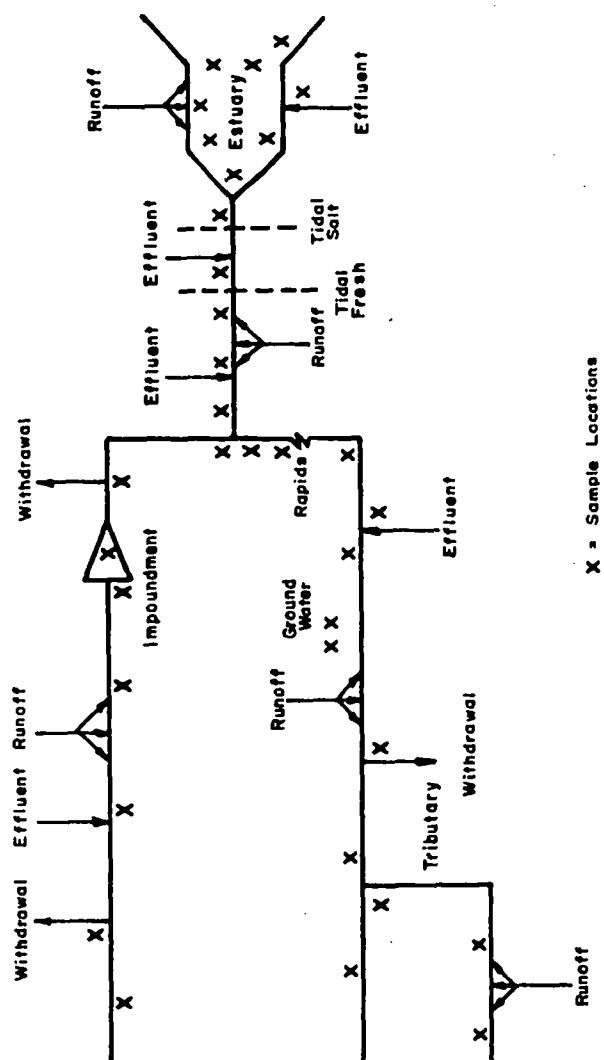 Withdrawal
Effluent
Runoff
Withdrawal
Runoff
Impoundment
Effluent
Effluent
Estuary
Runoff
Ground
Water
Rapids
Runoff
Tidal
Fresh
Tidal
Salt
Effluent
Tributary
Withdrawal
Effluent
Runoff
X = Sample Locations